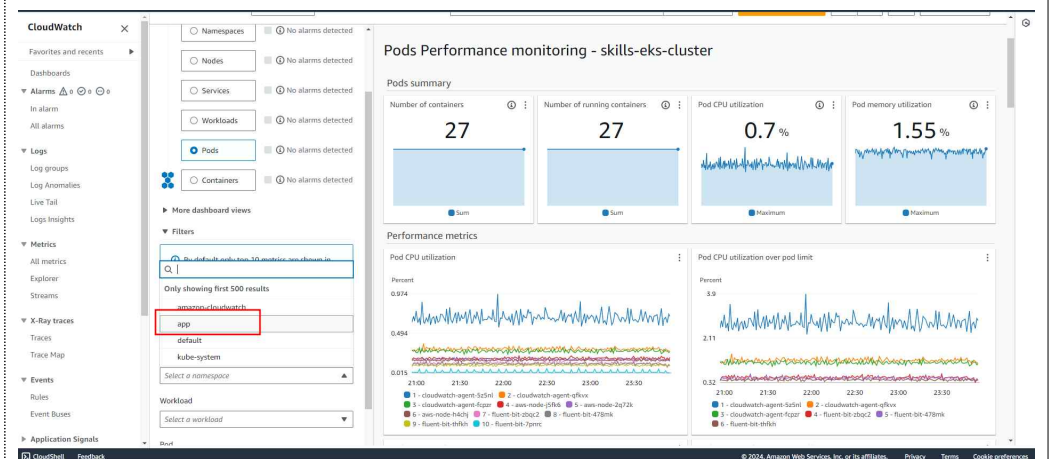 CloudWatch
Favorites and recents
Dashboards
Alarms 0 0 0
In alarm
All alarms
Logs
Log groups
Log Anomalies
Live Tail
Logs Insights
Metrics
All metrics
Explorer
Streams
X-Ray traces
Traces
Trace Map
Events
Rules
Event Buses
Application Signals
Namespaces No alarms detected
Nodes No alarms detected
Services No alarms detected
Workloads No alarms detected
Pods No alarms detected
Containers No alarms detected
More dashboard views
Filters
By default only top 10 metrics are shown in
Only showing first 500 results
amazon-cloudwatch
app
default
kube-system
Select a namespace
Workload
Select a workload
Pod
Pods Performance monitoring - skills-eks-cluster
Pods summary
Number of containers
27
Sum
Number of running containers
27
Sum
Pod CPU utilization
0.7 %
Maximum
Pod memory utilization
1.55 %
Maximum
Performance metrics
Pod CPU utilization
Percent
0.974
0.494
0.015
21:00 21:30 22:00 22:30 23:00 23:30
1 - cloudwatch-agent-5z5nl 2 - cloudwatch-agent-qfkvx
3 - cloudwatch-agent-fcpzr 4 - aws-node-j5fk6 5 - aws-node-2q72k
6 - aws-node-h4chj 7 - fluent-bit-zbqc2 8 - fluent-bit-478mk
9 - fluent-bit-thfkh 10 - fluent-bit-7pnrc
Pod CPU utilization over pod limit
Percent
3.9
2.11
0.32
21:00 21:30 22:00 22:30 23:00 23:30
1 - cloudwatch-agent-5z5nl 2 - cloudwatch-agent-qfkvx
3 - cloudwatch-agent-fcpzr 4 - fluent-bit-zbqc2 5 - fluent-bit-478mk
6 - fluent-bit-thfkh
CloudShell Feedback
© 2024, Amazon Web Services, Inc. or its affiliates. Privacy Terms Cookie preferences